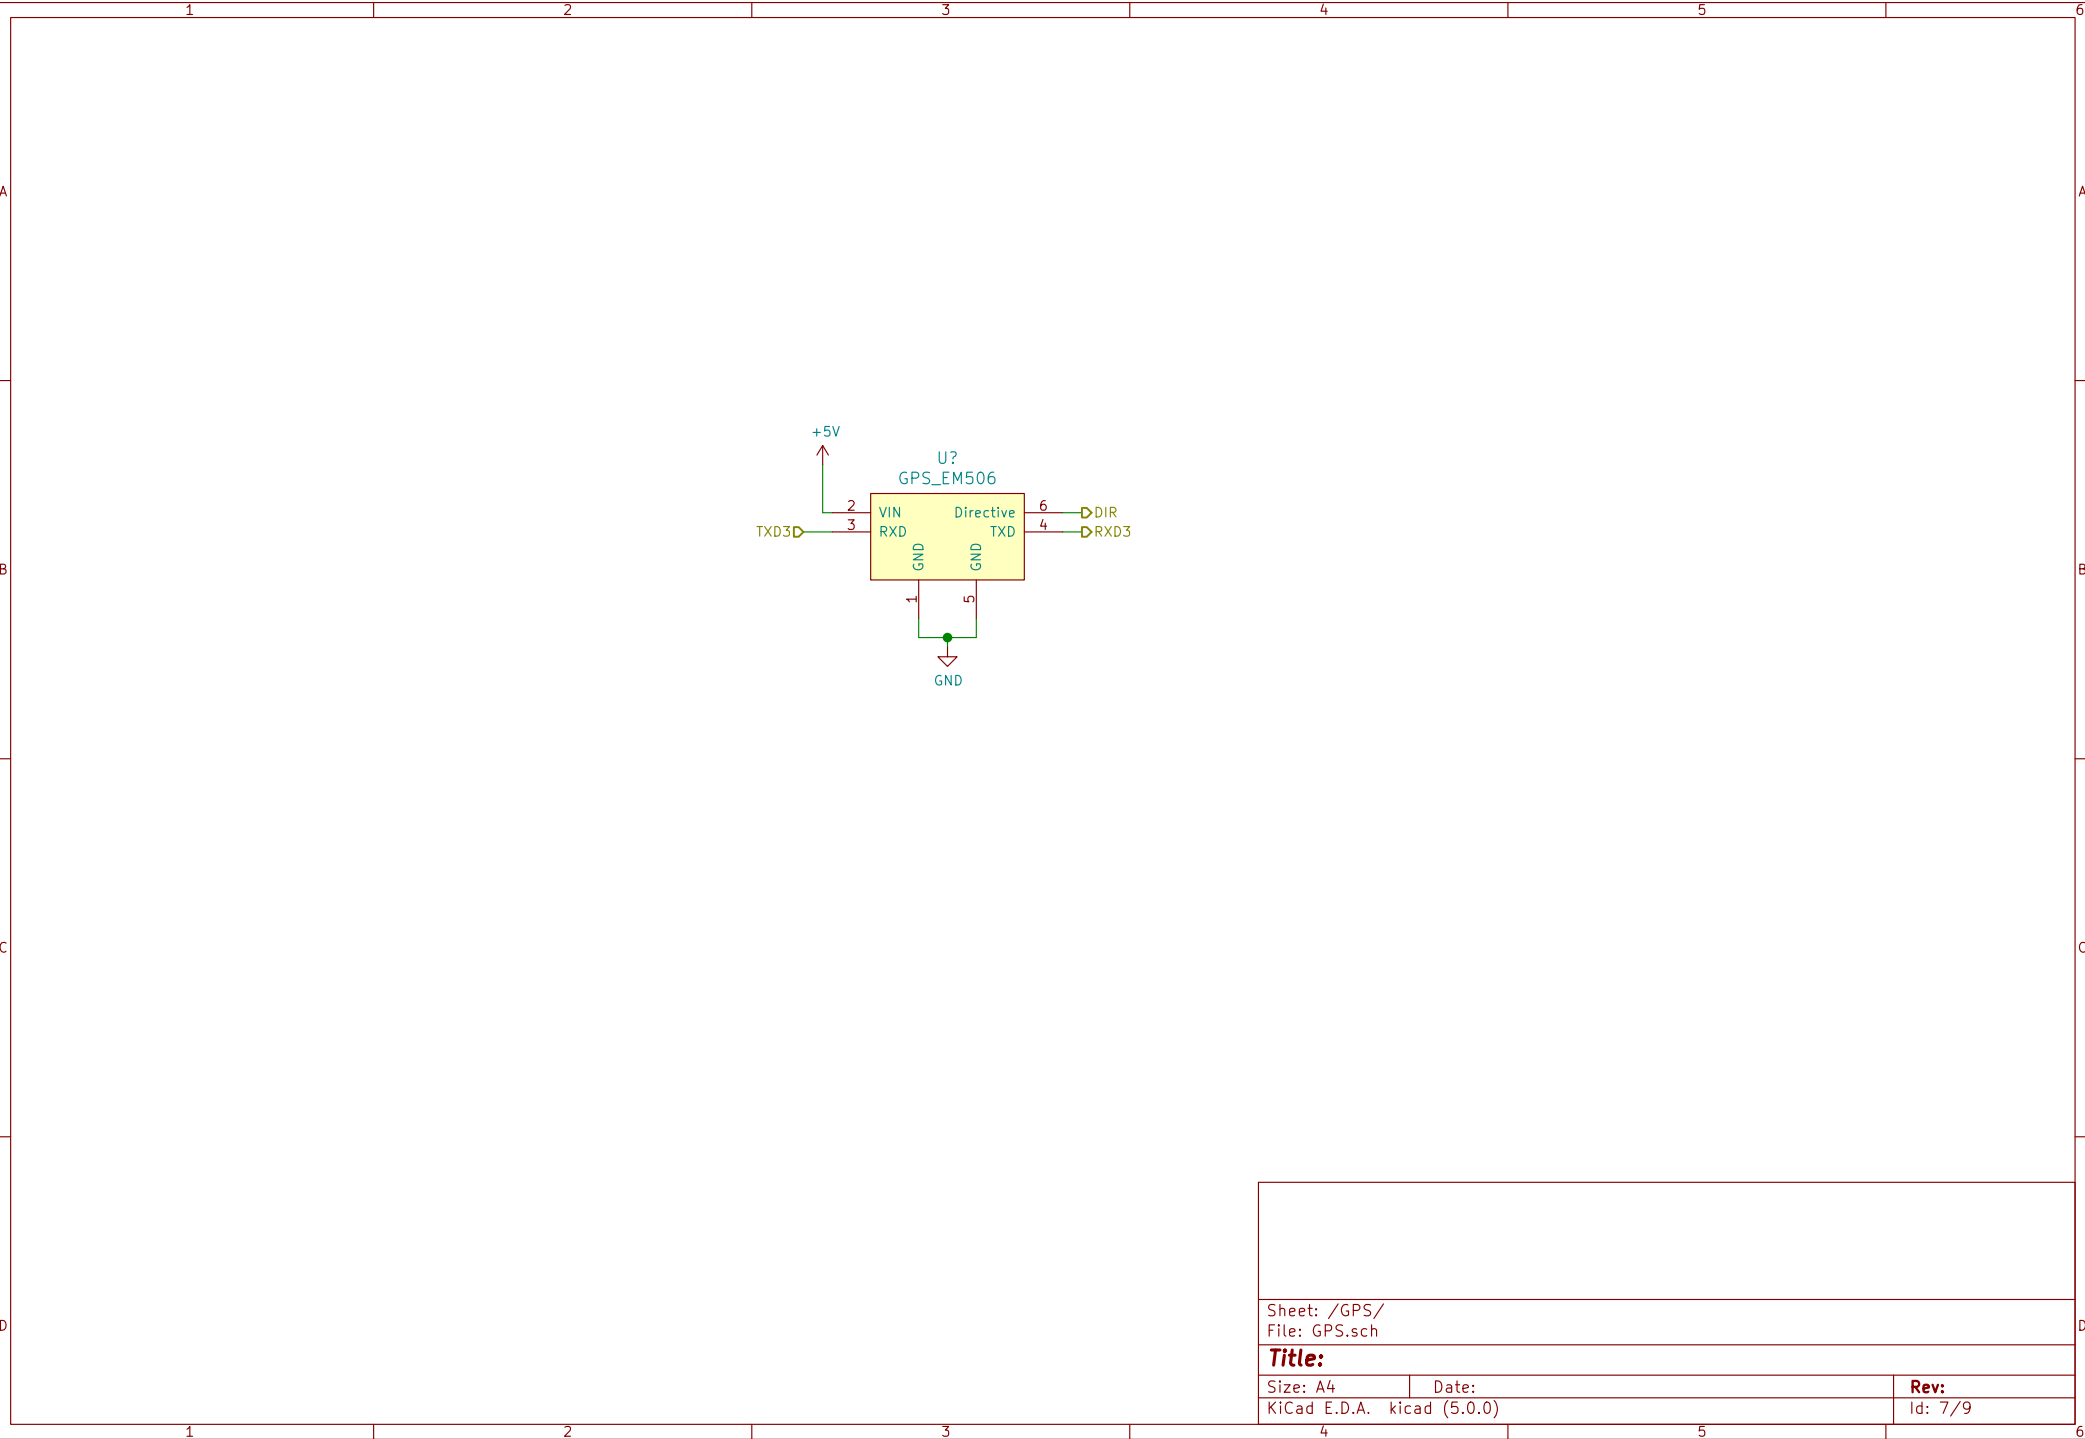 1 2 3 4 5 6
A A
+5V
U?
GPS_EM506
2 VIN Directive 6 DIR
TXD3 3 RXD TXD 4 RXD3
GND GND
B B
1 5
GND
C C
Sheet: /GPS/
File: GPS.sch
D D
Title:
Size: A4 Date: Rev:
KiCad E.D.A. kicad (5.0.0) Id: 7/9
1 2 3 4 5 6